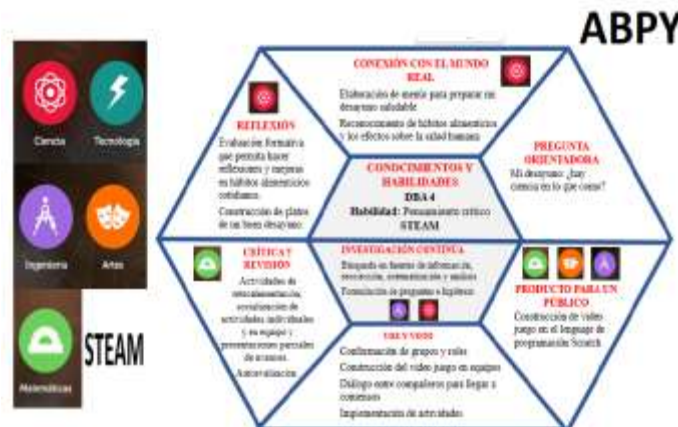 ABPY
Ciencia
Tecnología
Ingeniería
Artes
Matemáticas
STEAM
CONEXIÓN CON EL MUNDO
REAL
Elaboración de menús para preparar un
desayuno saludable
Reconocimiento de hábitos alimenticios
y los efectos sobre la salud humana
REFLEXIÓN
Evaluación formativa
que permita hacer
reflexiones y mejoras
en hábitos alimenticios
cotidianos.
Construcción de platos
de un buen desayuno.
PREGUNTA
ORIENTADORA
Mi desayuno: ¿hay
ciencia en lo que como?
CONOCIMIENTOS Y
HABILIDADES
DBA 4
Habilidad: Pensamiento crítico
STEAM
INVESTIGACIÓN CONTINUA
Búsqueda en fuentes de información,
sistematización y análisis
Formulación de preguntas e hipótesis
CRÍTICA Y
REVISIÓN
Actividades de
retroalimentación,
socialización de
actividades individuales
y en equipo y
presentaciones parciales
de avances.
Autoevaluación
PRODUCTO PARA UN
PÚBLICO
Construcción de video
juego en el lenguaje de
programación Scratch
VOZ Y VOTO
Conformación de grupos y roles
Construcción del video juego en equipos
Diálogo entre compañeros para llegar a
consensos
Implementación de actividades